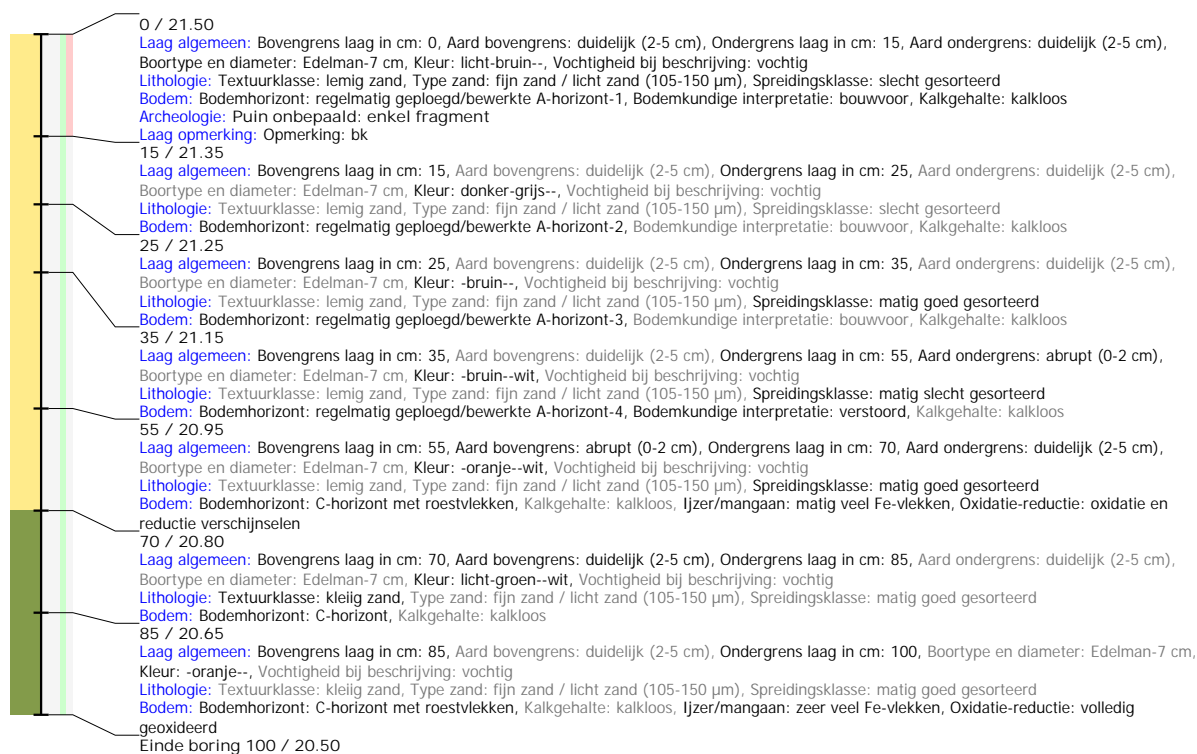 0 / 21.50
Laag algemeen: Bovengrens laag in cm: 0, Aard bovengrens: duidelijk (2-5 cm), Ondergrens laag in cm: 15, Aard ondergrens: duidelijk (2-5 cm),
Boortype en diameter: Edelman-7 cm, Kleur: licht-bruin--, Vochtigheid bij beschrijving: vochtig
Lithologie: Textuurklasse: lemig zand, Type zand: fijn zand / licht zand (105-150 µm), Spreidingsklasse: slecht gesorteerd
Bodem: Bodemhorizont: regelmatig geploegd/bewerkte A-horizont-1, Bodemkundige interpretatie: bouwvoor, Kalkgehalte: kalkloos
Archeologie: Puin onbepaald: enkel fragment
Laag opmerking: Opmerking: bk
15 / 21.35
Laag algemeen: Bovengrens laag in cm: 15, Aard bovengrens: duidelijk (2-5 cm), Ondergrens laag in cm: 25, Aard ondergrens: duidelijk (2-5 cm),
Boortype en diameter: Edelman-7 cm, Kleur: donker-grijs--, Vochtigheid bij beschrijving: vochtig
Lithologie: Textuurklasse: lemig zand, Type zand: fijn zand / licht zand (105-150 µm), Spreidingsklasse: slecht gesorteerd
Bodem: Bodemhorizont: regelmatig geploegd/bewerkte A-horizont-2, Bodemkundige interpretatie: bouwvoor, Kalkgehalte: kalkloos
25 / 21.25
Laag algemeen: Bovengrens laag in cm: 25, Aard bovengrens: duidelijk (2-5 cm), Ondergrens laag in cm: 35, Aard ondergrens: duidelijk (2-5 cm),
Boortype en diameter: Edelman-7 cm, Kleur: -bruin--, Vochtigheid bij beschrijving: vochtig
Lithologie: Textuurklasse: lemig zand, Type zand: fijn zand / licht zand (105-150 µm), Spreidingsklasse: matig goed gesorteerd
Bodem: Bodemhorizont: regelmatig geploegd/bewerkte A-horizont-3, Bodemkundige interpretatie: bouwvoor, Kalkgehalte: kalkloos
35 / 21.15
Laag algemeen: Bovengrens laag in cm: 35, Aard bovengrens: duidelijk (2-5 cm), Ondergrens laag in cm: 55, Aard ondergrens: abrupt (0-2 cm),
Boortype en diameter: Edelman-7 cm, Kleur: -bruin--wit, Vochtigheid bij beschrijving: vochtig
Lithologie: Textuurklasse: lemig zand, Type zand: fijn zand / licht zand (105-150 µm), Spreidingsklasse: matig slecht gesorteerd
Bodem: Bodemhorizont: regelmatig geploegd/bewerkte A-horizont-4, Bodemkundige interpretatie: verstoord, Kalkgehalte: kalkloos
55 / 20.95
Laag algemeen: Bovengrens laag in cm: 55, Aard bovengrens: abrupt (0-2 cm), Ondergrens laag in cm: 70, Aard ondergrens: duidelijk (2-5 cm),
Boortype en diameter: Edelman-7 cm, Kleur: -oranje--wit, Vochtigheid bij beschrijving: vochtig
Lithologie: Textuurklasse: lemig zand, Type zand: fijn zand / licht zand (105-150 µm), Spreidingsklasse: matig goed gesorteerd
Bodem: Bodemhorizont: C-horizont met roestvlekken, Kalkgehalte: kalkloos, Ijzer/mangaan: matig veel Fe-vlekken, Oxidatie-reductie: oxidatie en
reductie verschijnselen
70 / 20.80
Laag algemeen: Bovengrens laag in cm: 70, Aard bovengrens: duidelijk (2-5 cm), Ondergrens laag in cm: 85, Aard ondergrens: duidelijk (2-5 cm),
Boortype en diameter: Edelman-7 cm, Kleur: licht-groen--wit, Vochtigheid bij beschrijving: vochtig
Lithologie: Textuurklasse: kleiig zand, Type zand: fijn zand / licht zand (105-150 µm), Spreidingsklasse: matig goed gesorteerd
Bodem: Bodemhorizont: C-horizont, Kalkgehalte: kalkloos
85 / 20.65
Laag algemeen: Bovengrens laag in cm: 85, Aard bovengrens: duidelijk (2-5 cm), Ondergrens laag in cm: 100, Boortype en diameter: Edelman-7 cm,
Kleur: -oranje--, Vochtigheid bij beschrijving: vochtig
Lithologie: Textuurklasse: kleiig zand, Type zand: fijn zand / licht zand (105-150 µm), Spreidingsklasse: matig goed gesorteerd
Bodem: Bodemhorizont: C-horizont met roestvlekken, Kalkgehalte: kalkloos, Ijzer/mangaan: zeer veel Fe-vlekken, Oxidatie-reductie: volledig
geoxideerd
Einde boring 100 / 20.50